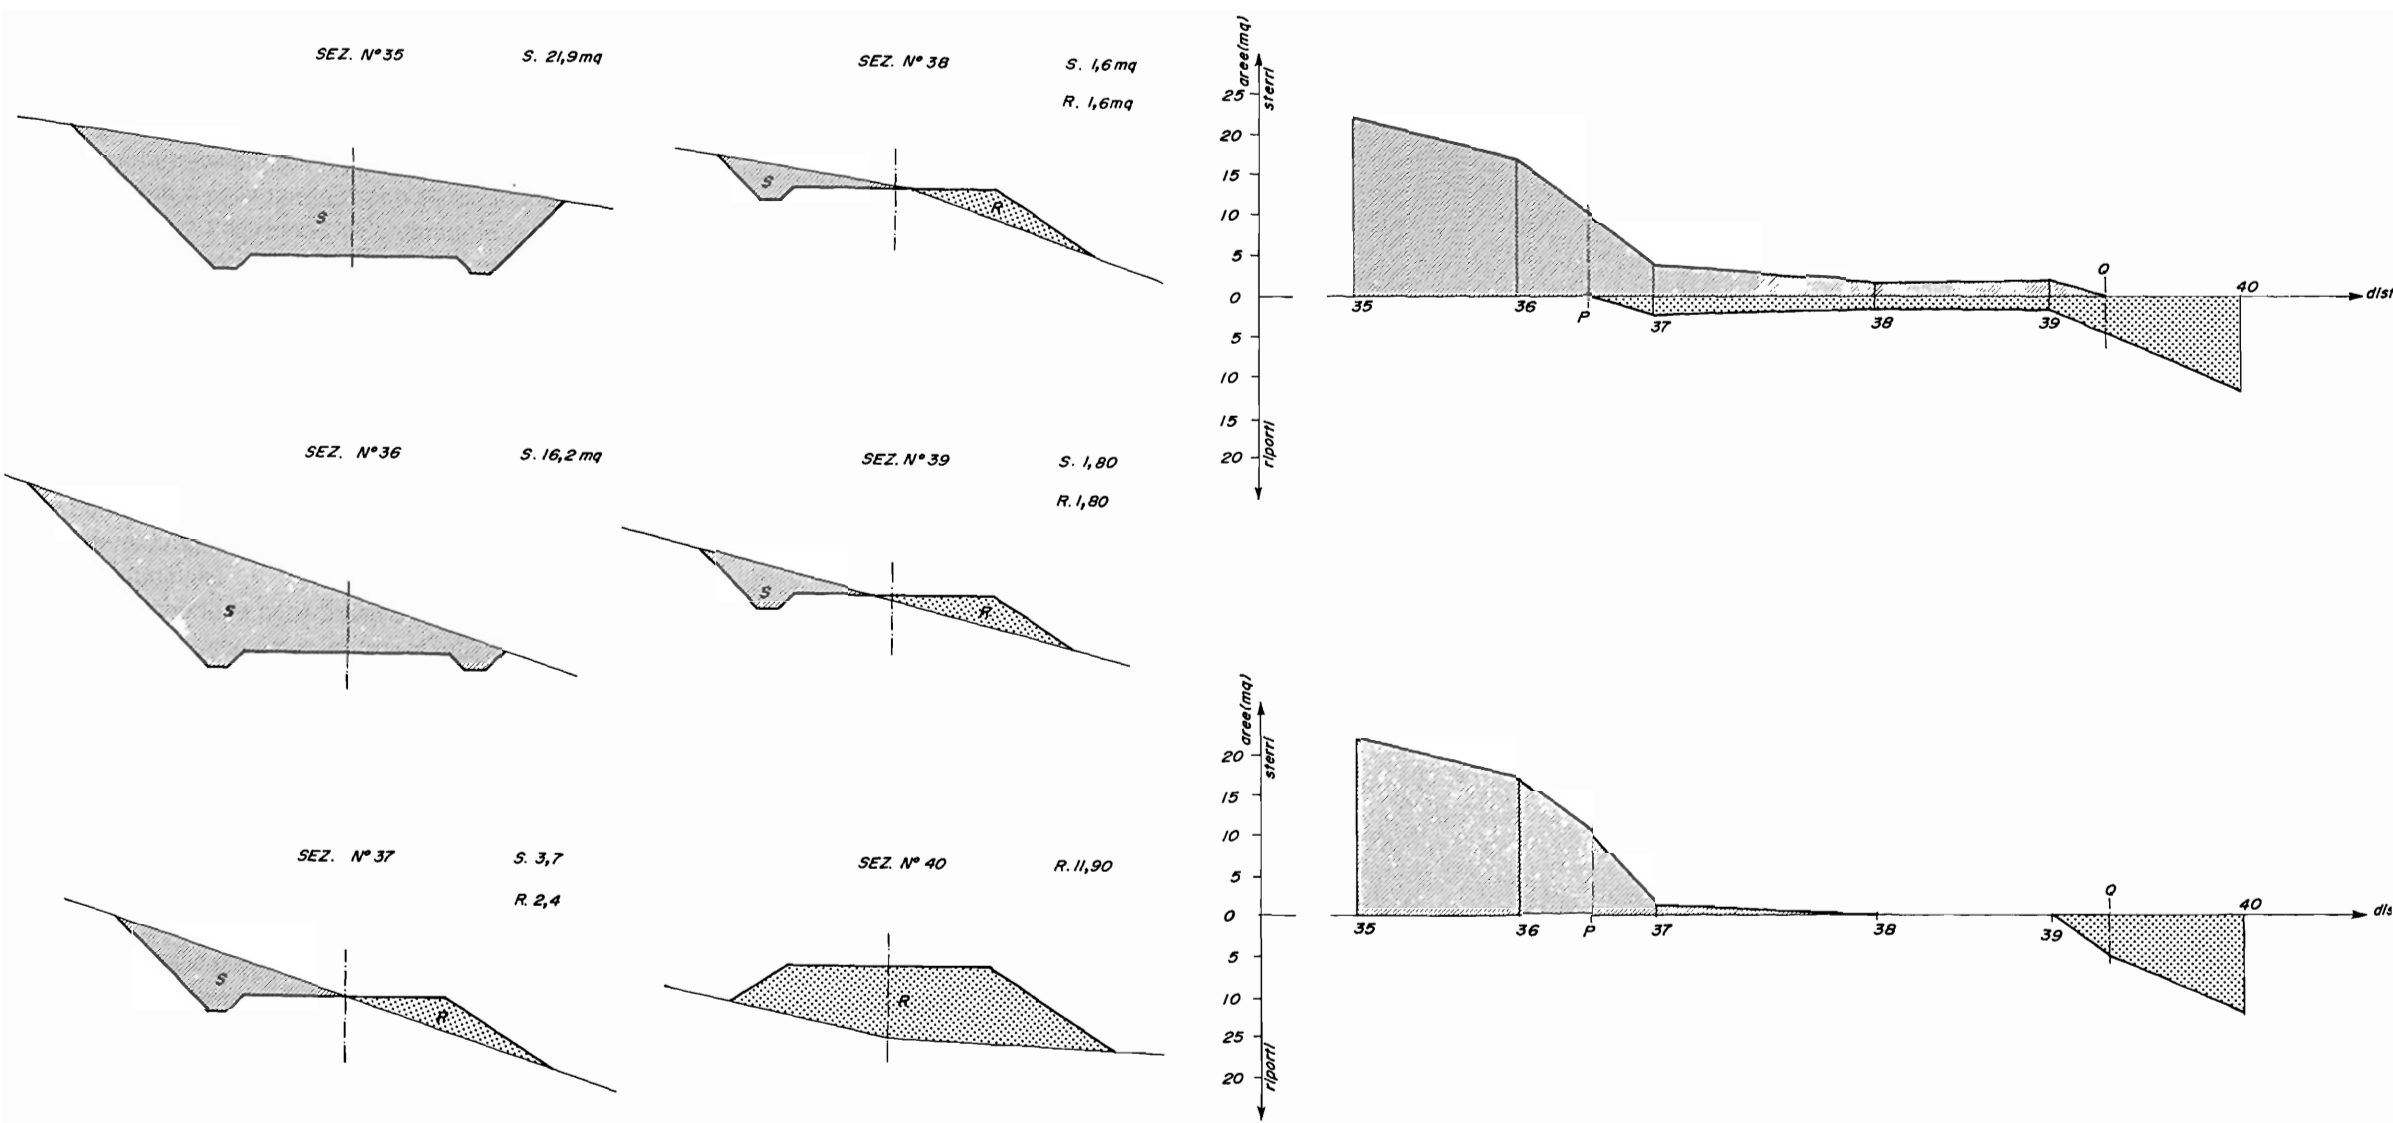 SEZ. N° 35 S. 21,9 mq
S
SEZ. N° 38 S. 1,6 mq
R. 1,6 mq
S
R
SEZ. N° 36 S. 16,2 mq
S
SEZ. N° 39 S. 1,80
R. 1,80
S
R
SEZ. N° 37 S. 3,7
R. 2,4
S
R
SEZ. N° 40 R. 11,90
R
aree (mq)
sterri
25
20
15
10
5
0
5
10
15
20
riporti
35
36
P
37
38
39
Q
40
dist
aree (mq)
sterri
20
15
10
5
0
5
10
25
20
riporti
35
36
P
37
38
39
Q
40
dis